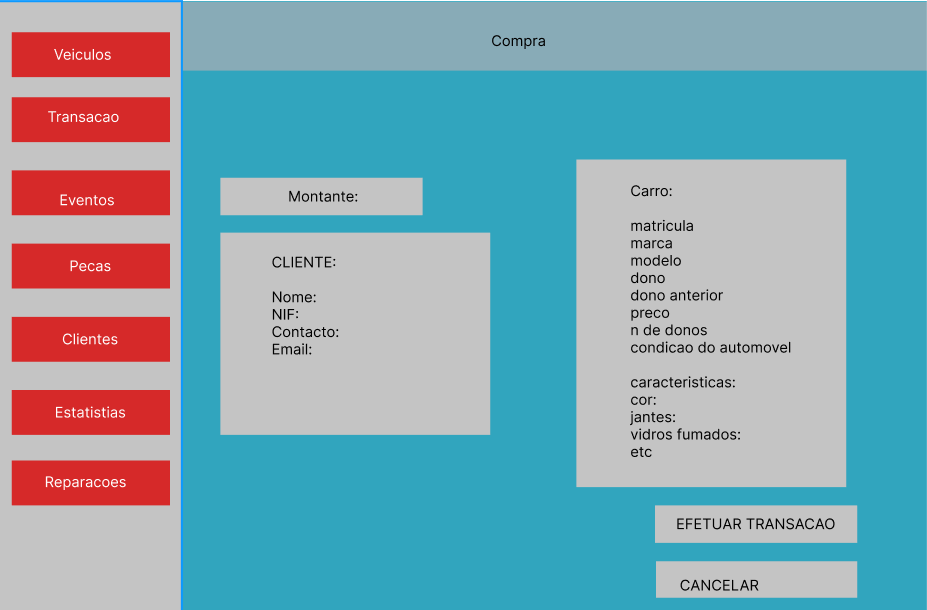 Veiculos
Transacao
Eventos
Pecas
Clientes
Estatistias
Reparacoes
Compra
Montante:
CLIENTE:
Nome:
NIF:
Contacto:
Email:
Carro:
matricula
marca
modelo
dono
dono anterior
preco
n de donos
condicao do automovel
caracteristicas:
cor:
jantes:
vidros fumados:
etc
EFETUAR TRANSACAO
CANCELAR